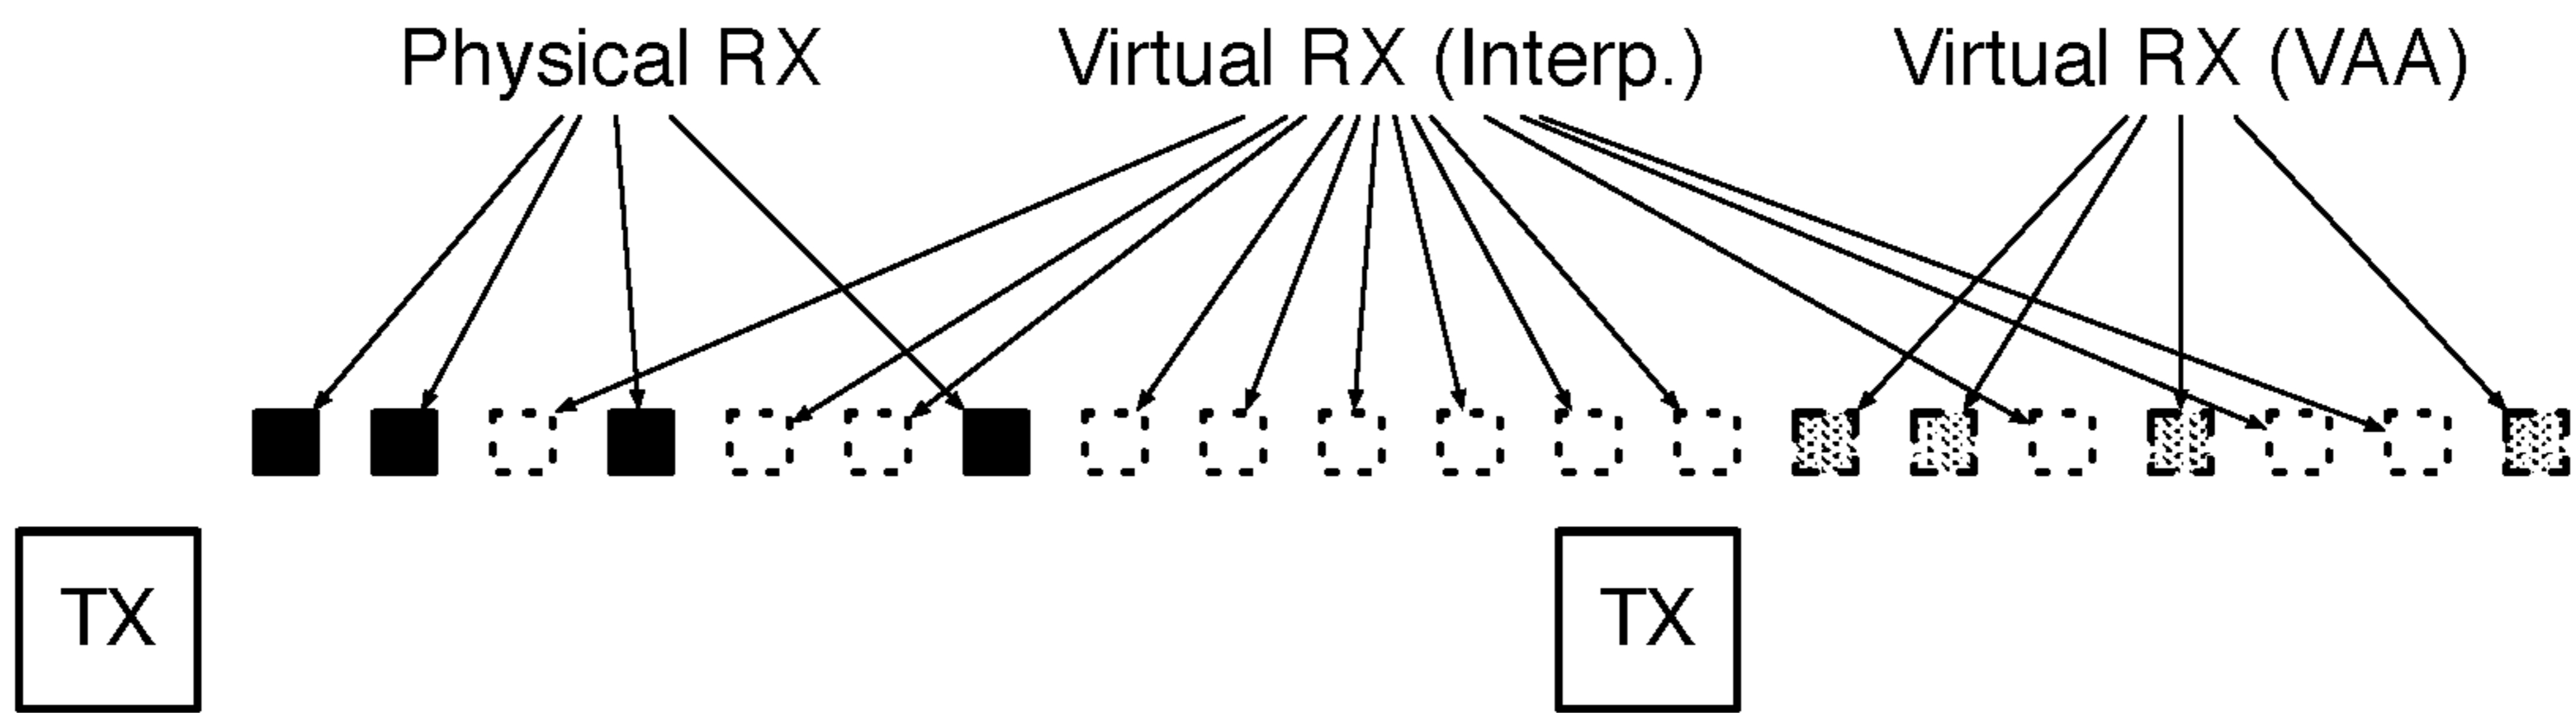 Physical RX Virtual RX (Interp.) Virtual RX (VAA)
TX TX